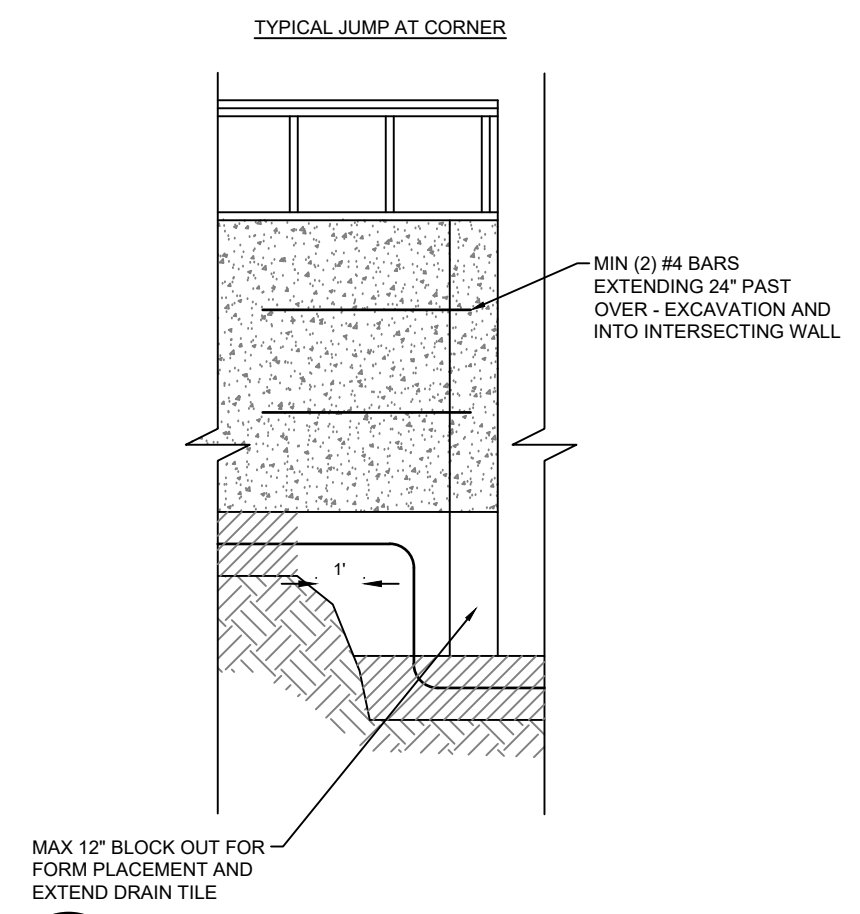 TYPICAL JUMP AT CORNER
MIN (2) #4 BARS
EXTENDING 24" PAST
OVER - EXCAVATION AND
INTO INTERSECTING WALL
1'
MAX 12" BLOCK OUT FOR
FORM PLACEMENT AND
EXTEND DRAIN TILE